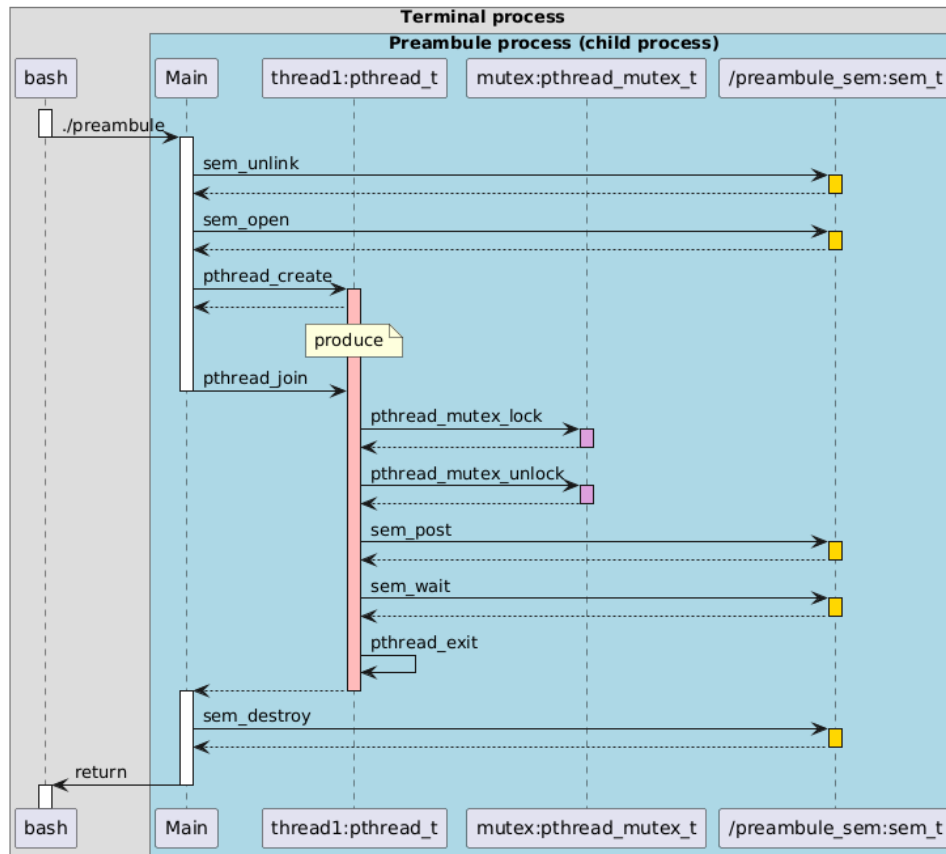 Terminal process
Preambule process (child process)
bash
Main
thread1:pthread_t
mutex:pthread_mutex_t
/preambule_sem:sem_t
./preambule
sem_unlink
sem_open
pthread_create
produce
pthread_join
pthread_mutex_lock
pthread_mutex_unlock
sem_post
sem_wait
pthread_exit
sem_destroy
return
bash
Main
thread1:pthread_t
mutex:pthread_mutex_t
/preambule_sem:sem_t